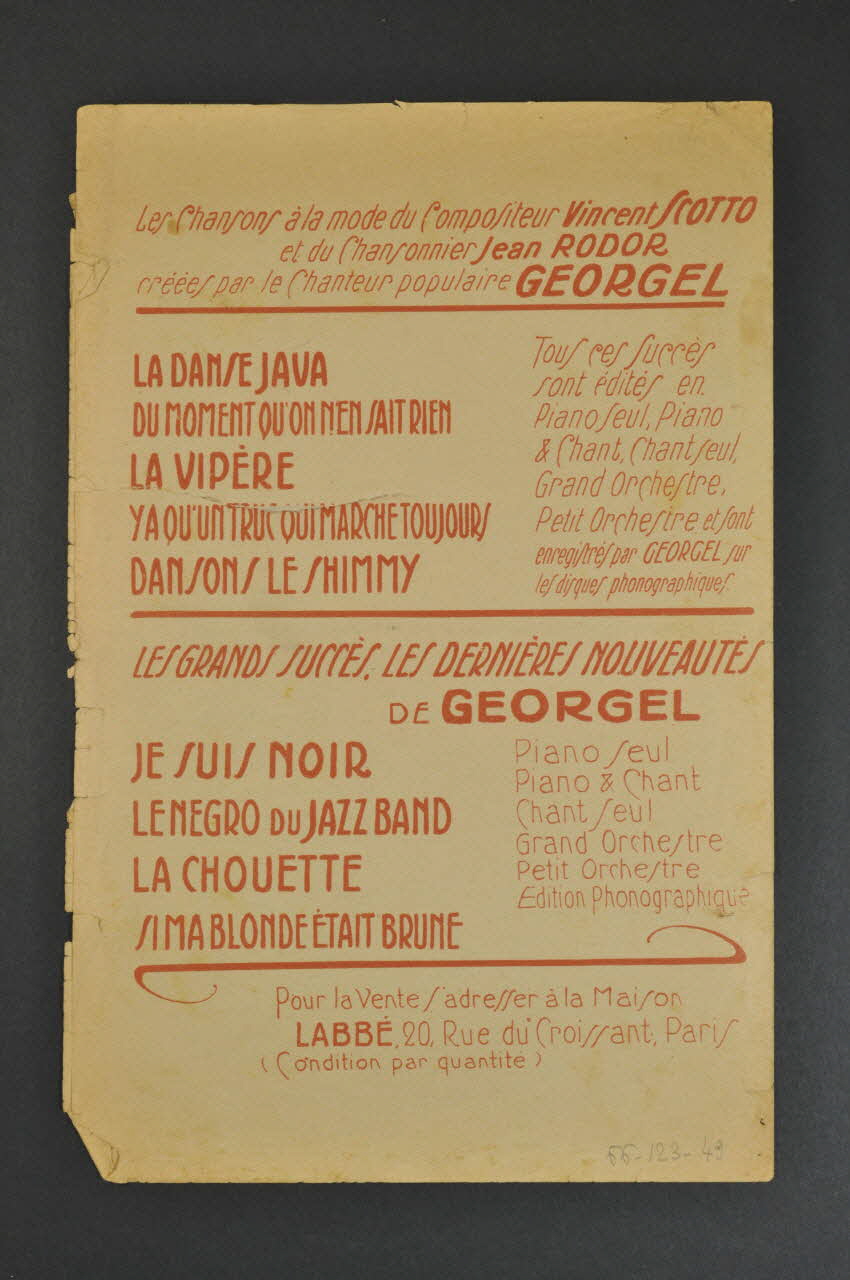 Les Chansons à la mode du Compositeur Vincent SCOTTO
et du Chansonnier Jean RODOR
créées par le Chanteur populaire GEORGEL
LA DANSE JAVA
DU MOMENT QU'ON N'EN SAIT RIEN
LA VIPÈRE
Y A QU'UN TRUC QUI MARCHE TOUJOURS
DANSONS LE SHIMMY
Tous ces succès
sont édités en
Piano seul, Piano
& Chant, Chant seul,
Grand Orchestre,
Petit Orchestre et sont
enregistrés par GEORGEL sur
les disques phonographiques.
LES GRANDS SUCCÈS, LES DERNIÈRES NOUVEAUTÉS
DE GEORGEL
JE SUIS NOIR
LE NEGRO DU JAZZ BAND
LA CHOUETTE
SI MA BLONDE ÉTAIT BRUNE
Piano seul
Piano & Chant
Chant seul
Grand Orchestre
Petit Orchestre
Edition Phonographique
Pour la Vente s'adresser à la Maison
LABBÉ, 20, Rue du Croissant, Paris
(Condition par quantité)
66-123-49